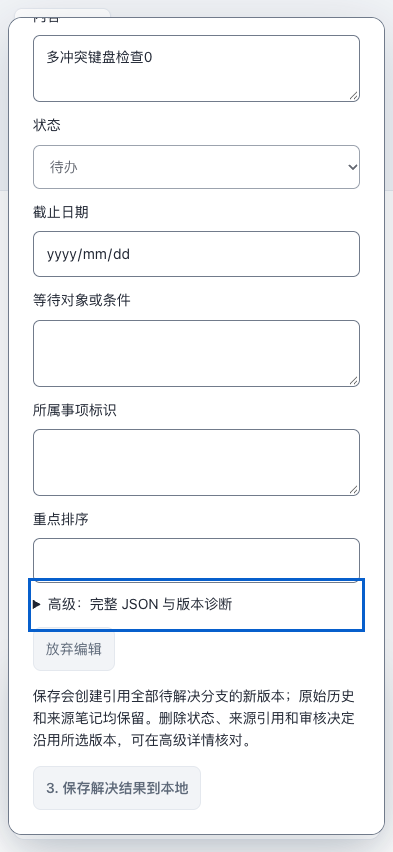 内容
多冲突键盘检查0
状态
待办
截止日期
yyyy/mm/dd
等待对象或条件
所属事项标识
重点排序
高级：完整 JSON 与版本诊断
放弃编辑
保存会创建引用全部待解决分支的新版本；原始历史
和来源笔记均保留。删除状态、来源引用和审核决定
沿用所选版本，可在高级详情核对。
3. 保存解决结果到本地